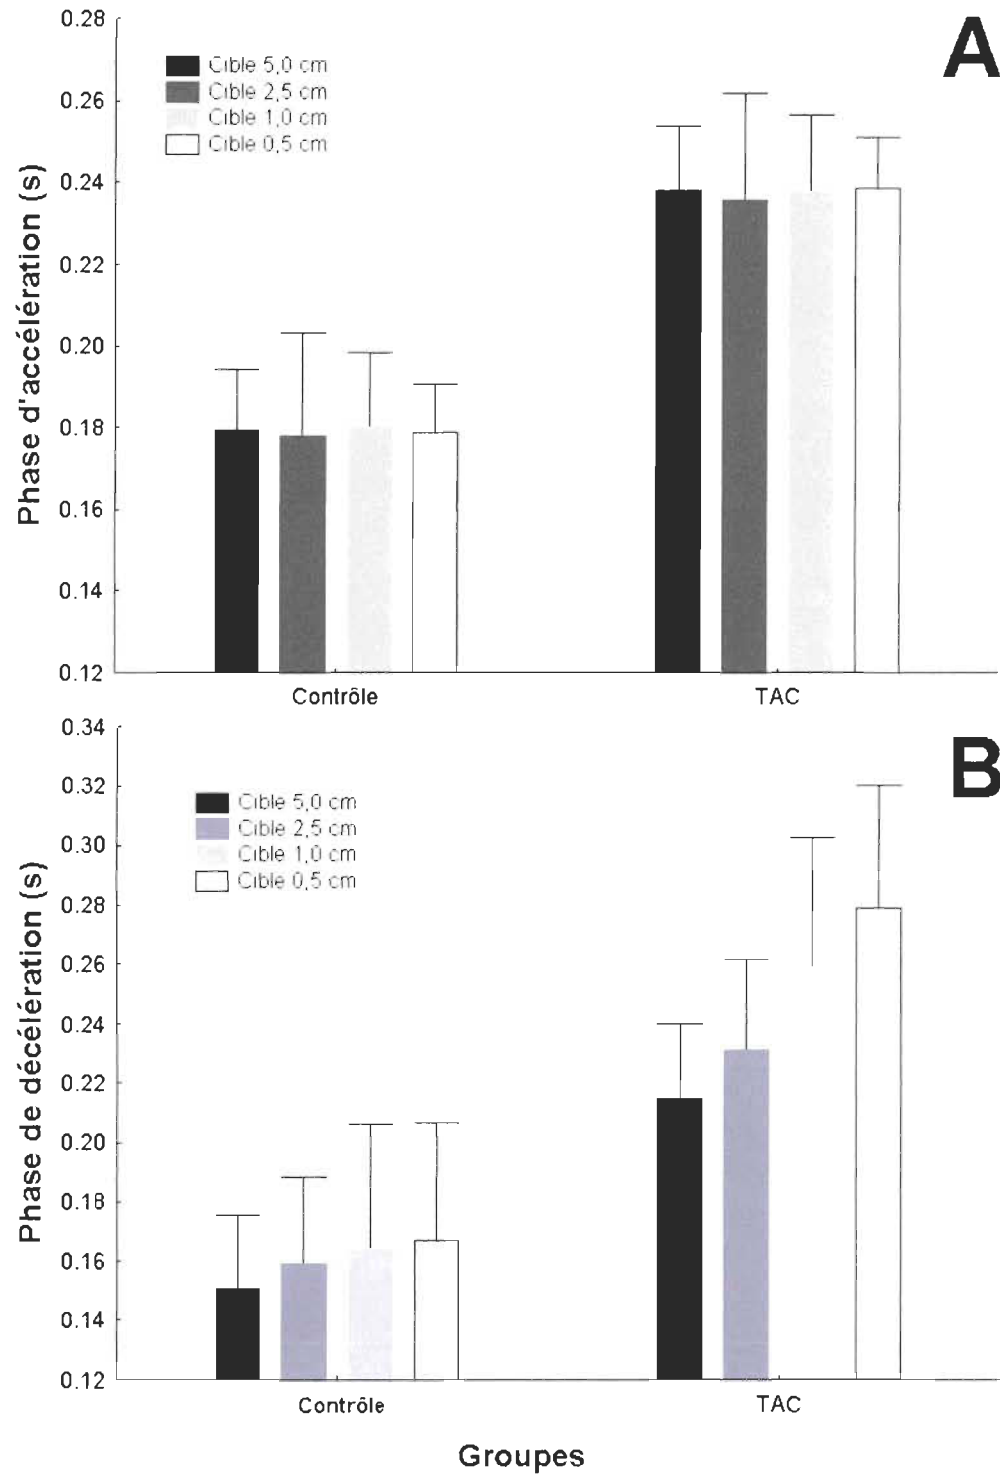 A
0.28
0.26
0.24
0.22
0.20
0.18
0.16
0.14
0.12
Phase d'accélération (s)
Cible 5,0 cm
Cible 2,5 cm
Cible 1,0 cm
Cible 0,5 cm
Contrôle
TAC
B
0.34
0.32
0.30
0.28
0.26
0.24
0.22
0.20
0.18
0.16
0.14
0.12
Phase de décélération (s)
Cible 5,0 cm
Cible 2,5 cm
Cible 1,0 cm
Cible 0,5 cm
Contrôle
TAC
Groupes